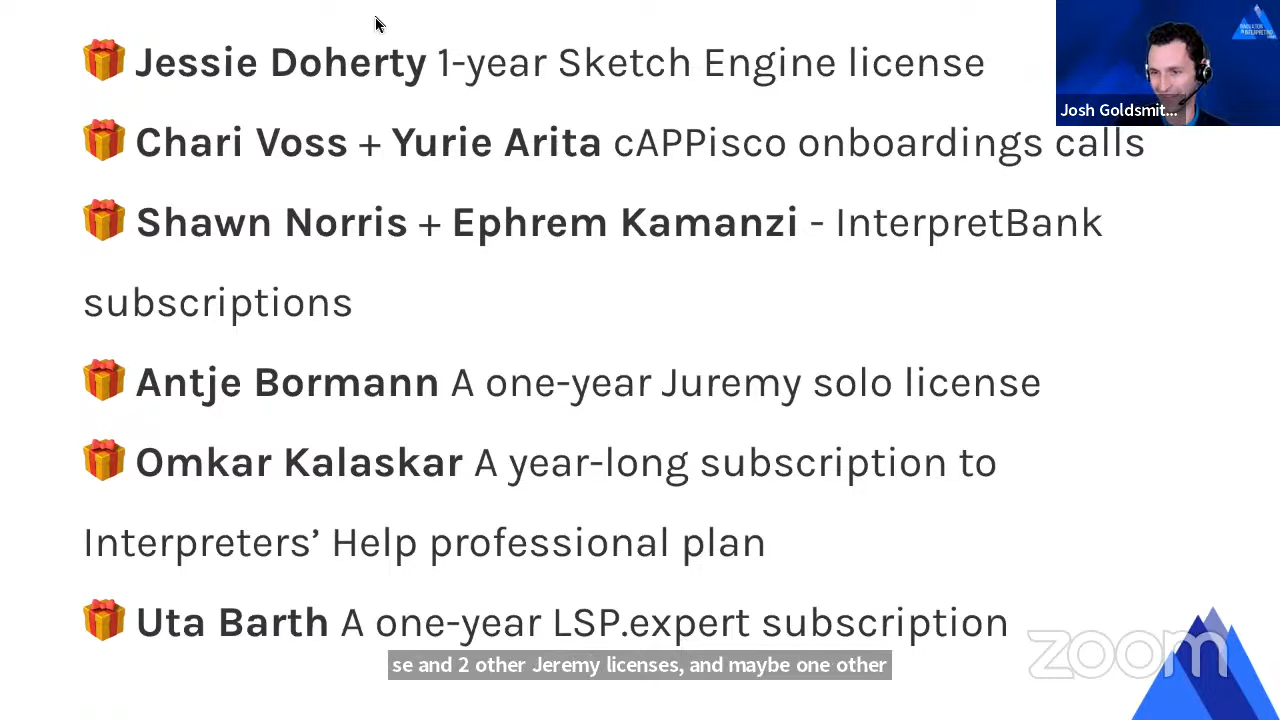 Jessie Doherty 1-year Sketch Engine license
Chari Voss + Yurie Arita cAPPisco onboardings calls
Shawn Norris + Ephrem Kamanzi - InterpretBank
subscriptions
Antje Bormann A one-year Juremy solo license
Omkar Kalaskar A year-long subscription to
Interpreters’ Help professional plan
Uta Barth A one-year LSP.expert subscription
se and 2 other Jeremy licenses, and maybe one other
Josh Goldsmit...
INNOVATION
IN INTERPRETING
zoom